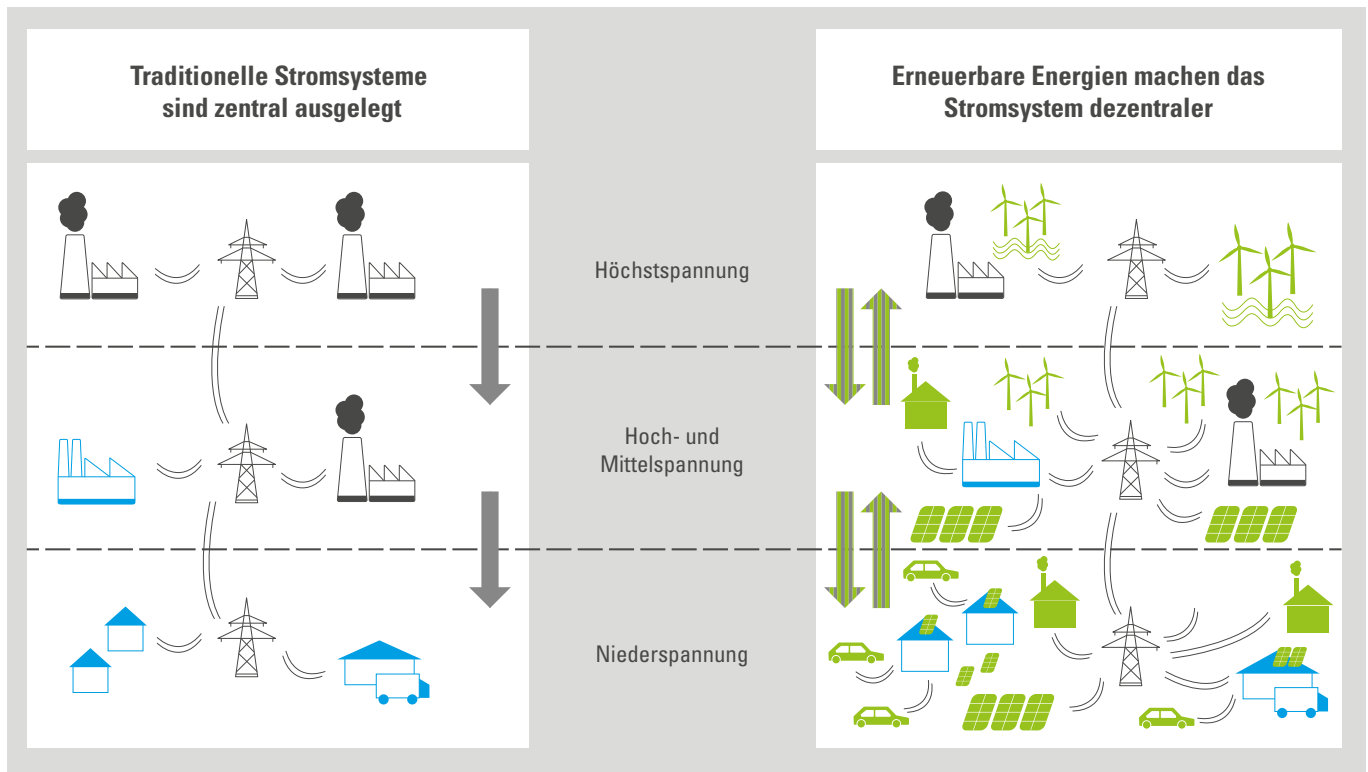 Traditionelle Stromsysteme
sind zentral ausgelegt
Erneuerbare Energien machen das
Stromsystem dezentraler
Höchstspannung
Hoch- und
Mittelspannung
Niederspannung